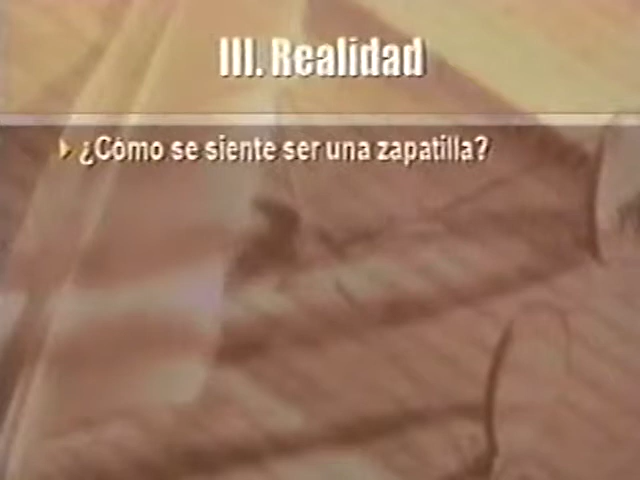 III. Realidad
¿Cómo se siente ser una zapatilla?